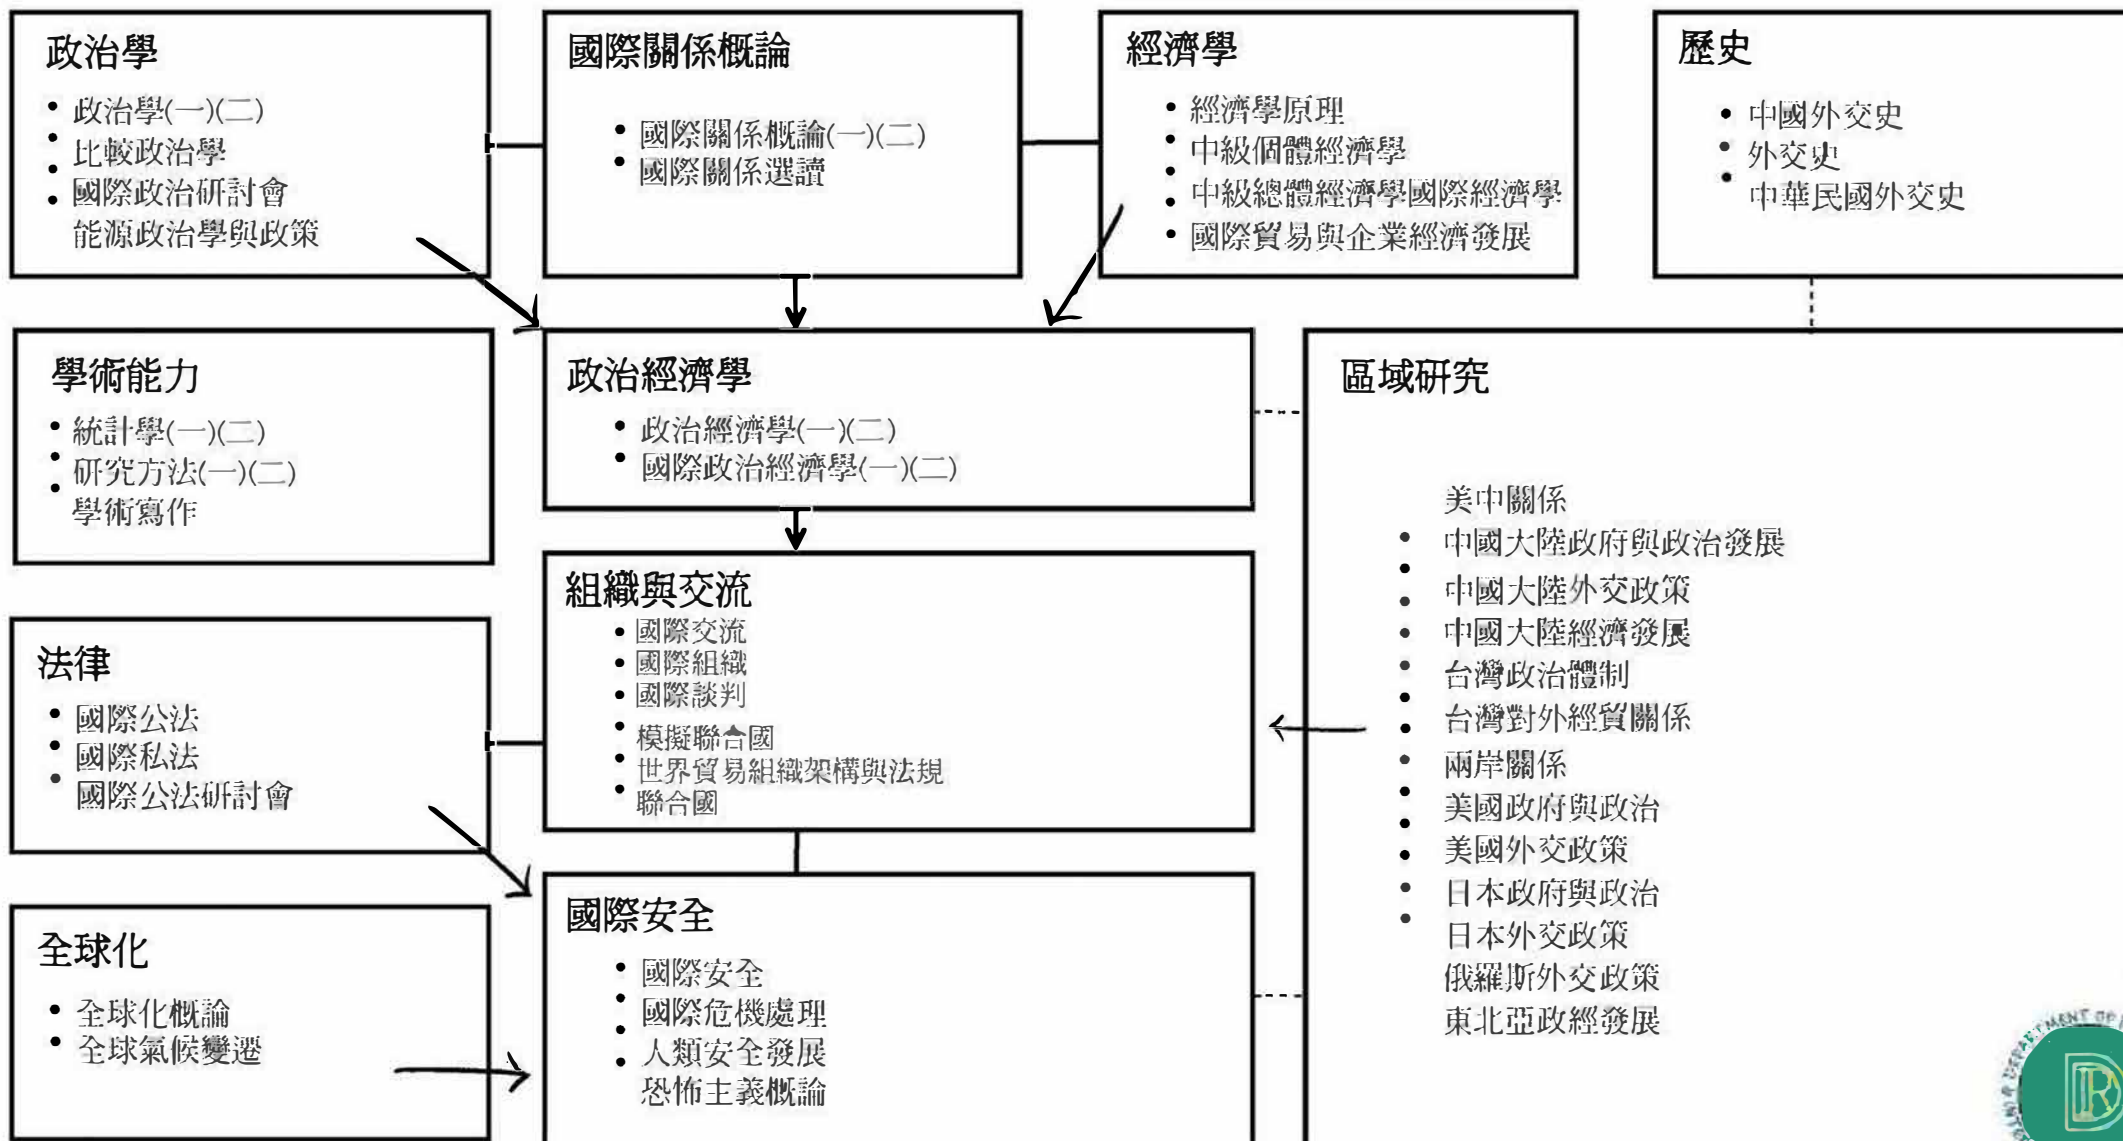 政治學
• 政治學(一)(二)
• 比較政治學
• 國際政治研討會
• 能源政治學與政策
國際關係概論
• 國際關係概論(一)(二)
• 國際關係選讀
經濟學
• 經濟學原理
• 中級個體經濟學
• 中級總體經濟學國際經濟學
• 國際貿易與企業經濟發展
歷史
• 中國外交史
• 外交史
• 中華民國外交史
學術能力
• 統計學(一)(二)
• 研究方法(一)(二)
• 學術寫作
政治經濟學
• 政治經濟學(一)(二)
• 國際政治經濟學(一)(二)
區域研究
美中關係
• 中國大陸政府與政治發展
• 中國大陸外交政策
• 中國大陸經濟發展
• 台灣政治體制
• 台灣對外經貿關係
• 兩岸關係
• 美國政府與政治
• 美國外交政策
• 日本政府與政治
• 日本外交政策
俄羅斯外交政策
東北亞政經發展
組織與交流
• 國際交流
• 國際組織
• 國際談判
• 模擬聯合國
• 世界貿易組織架構與法規
• 聯合國
法律
• 國際公法
• 國際私法
• 國際公法研討會
國際安全
• 國際安全
• 國際危機處理
• 人類安全發展
• 恐怖主義概論
全球化
• 全球化概論
• 全球氣候變遷